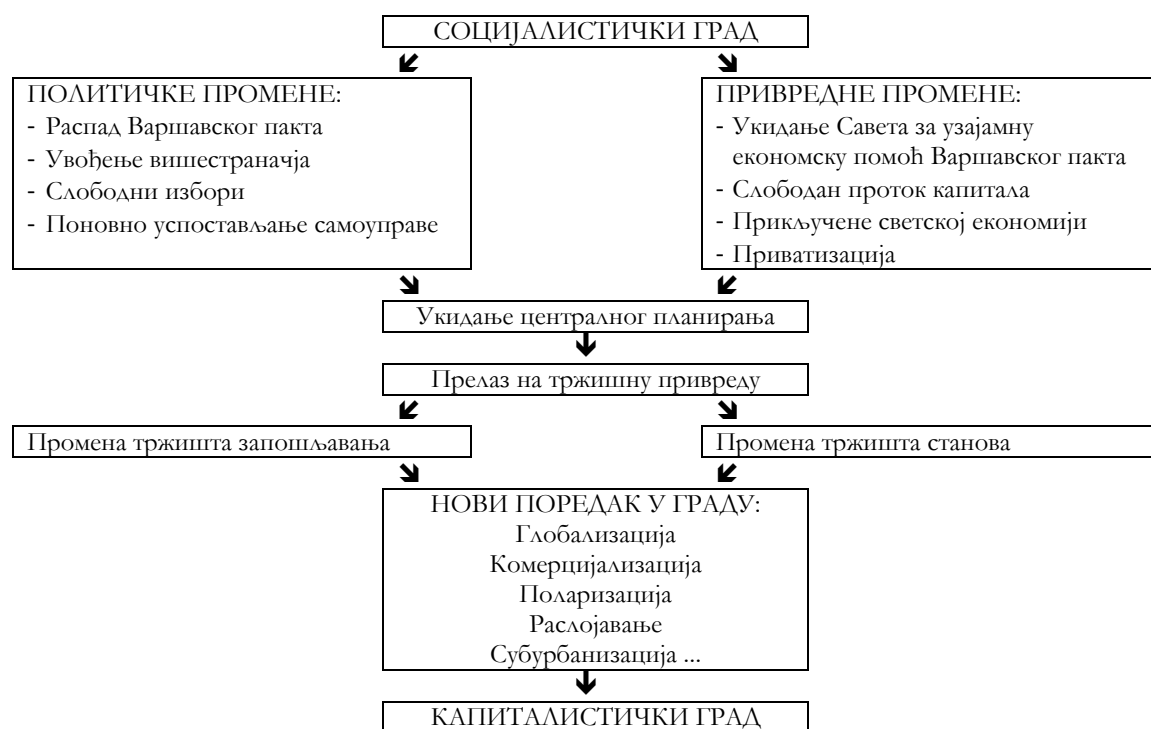 СОЦИЈАЛИСТИЧКИ ГРАД
ПОЛИТИЧКЕ ПРОМЕНЕ:
- Распад Варшавског пакта
- Увођење вишестраначја
- Слободни избори
- Поновно успостављање самоуправе
ПРИВРЕДНЕ ПРОМЕНЕ:
- Укидање Савета за узајамну
економску помоћ Варшавског пакта
- Слободан проток капитала
- Прикључене светској економији
- Приватизација
Укидање централног планирања
Прелаз на тржишну привреду
Промена тржишта запошљавања
Промена тржишта станова
НОВИ ПОРЕДАК У ГРАДУ:
Глобализација
Комерцијализација
Поларизација
Раслојавање
Субурбанизација ...
КАПИТАЛИСТИЧКИ ГРАД